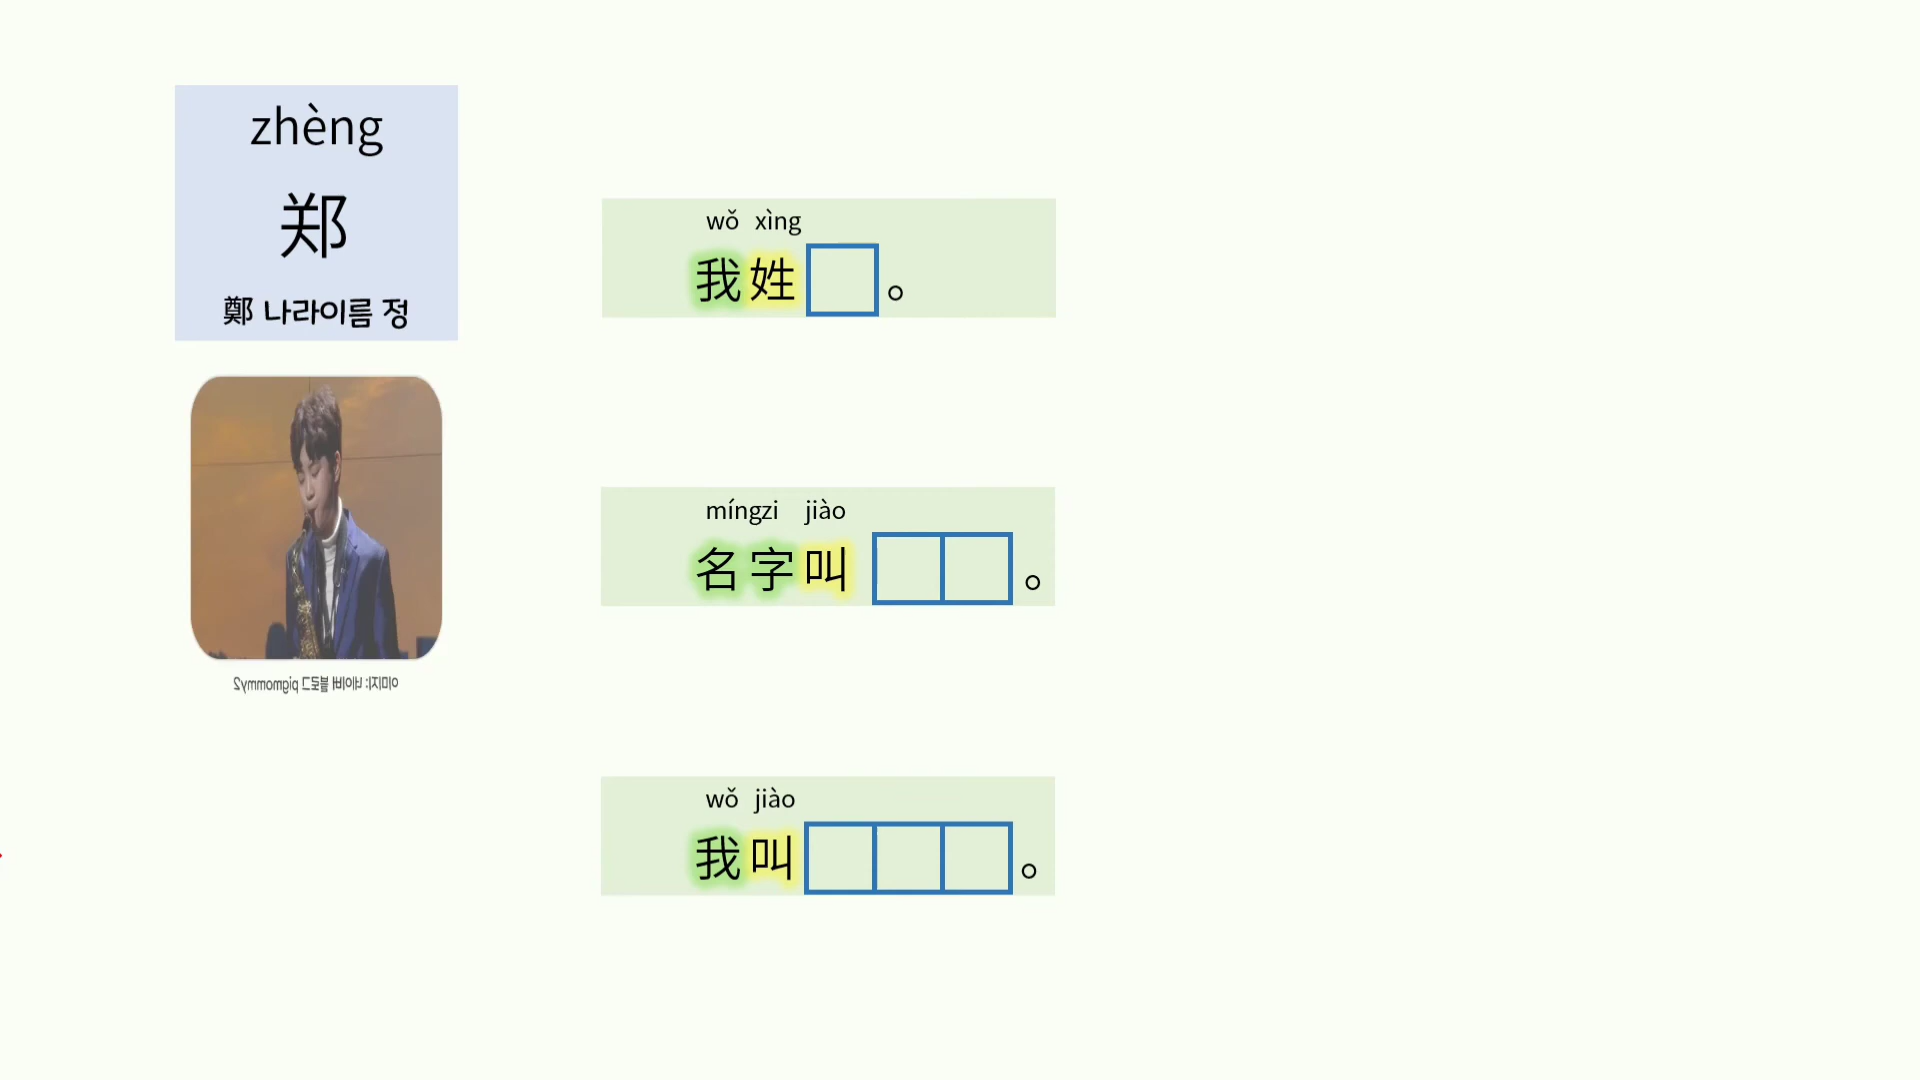 zhèng
郑
鄭 나라이름 정
이미지: 네이버 블로그 pigmommy2
wǒ xìng
我姓 。
míngzi jiào
名字叫 。
wǒ jiào
我叫 。